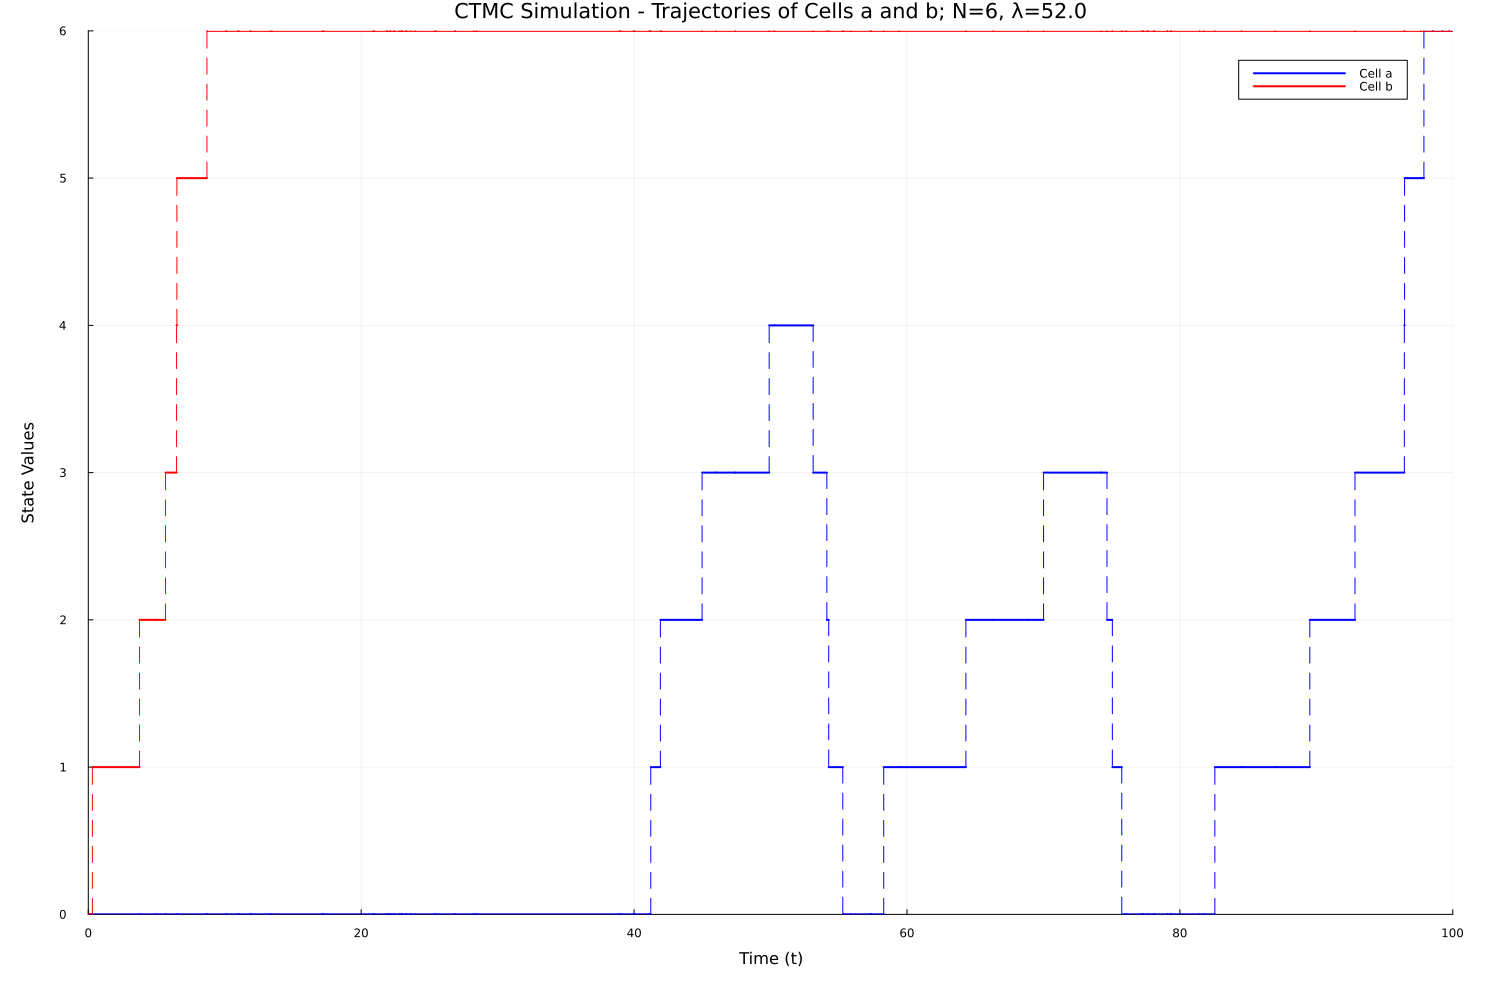 CTMC Simulation - Trajectories of Cells a and b; N=6, λ=52.0
6
Cell a
Cell b
5
4
State Values
3
2
1
0
0 20 40 60 80 100
Time (t)